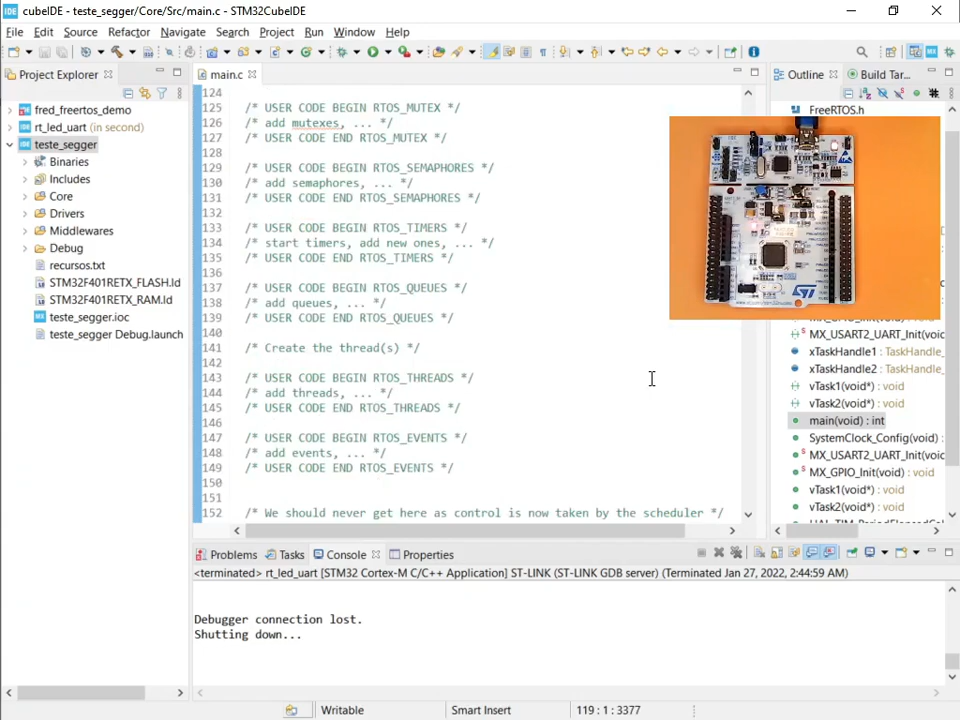 cubeIDE - teste_segger/Core/Src/main.c - STM32CubeIDE
File Edit Source Refactor Navigate Search Project Run Window Help
Project Explorer
main.c
Outline
Build Tar...
fred_freertos_demo
rt_led_uart (in second)
teste_segger
Binaries
Includes
Core
Drivers
Middlewares
Debug
recursos.txt
STM32F401RETX_FLASH.ld
STM32F401RETX_RAM.ld
teste_segger.ioc
teste_segger Debug.launch
124
125 /* USER CODE BEGIN RTOS_MUTEX */
126 /* add mutexes, ... */
127 /* USER CODE END RTOS_MUTEX */
128
129 /* USER CODE BEGIN RTOS_SEMAPHORES */
130 /* add semaphores, ... */
131 /* USER CODE END RTOS_SEMAPHORES */
132
133 /* USER CODE BEGIN RTOS_TIMERS */
134 /* start timers, add new ones, ... */
135 /* USER CODE END RTOS_TIMERS */
136
137 /* USER CODE BEGIN RTOS_QUEUES */
138 /* add queues, ... */
139 /* USER CODE END RTOS_QUEUES */
140
141 /* Create the thread(s) */
142
143 /* USER CODE BEGIN RTOS_THREADS */
144 /* add threads, ... */
145 /* USER CODE END RTOS_THREADS */
146
147 /* USER CODE BEGIN RTOS_EVENTS */
148 /* add events, ... */
149 /* USER CODE END RTOS_EVENTS */
150
151
152 /* We should never get here as control is now taken by the scheduler */
FreeRTOS.h
MX_USART2_UART_Init(void
xTaskHandle1 : TaskHandle_
xTaskHandle2 : TaskHandle_
vTask1(void*) : void
vTask2(void*) : void
main(void) : int
SystemClock_Config(void) :
MX_USART2_UART_Init(void
MX_GPIO_Init(void) : void
vTask1(void*) : void
vTask2(void*) : void
Problems Tasks Console Properties
<terminated> rt_led_uart [STM32 Cortex-M C/C++ Application] ST-LINK (ST-LINK GDB server) (Terminated Jan 27, 2022, 2:44:59 AM)
Debugger connection lost.
Shutting down...
Writable
Smart Insert
119 : 1 : 3377